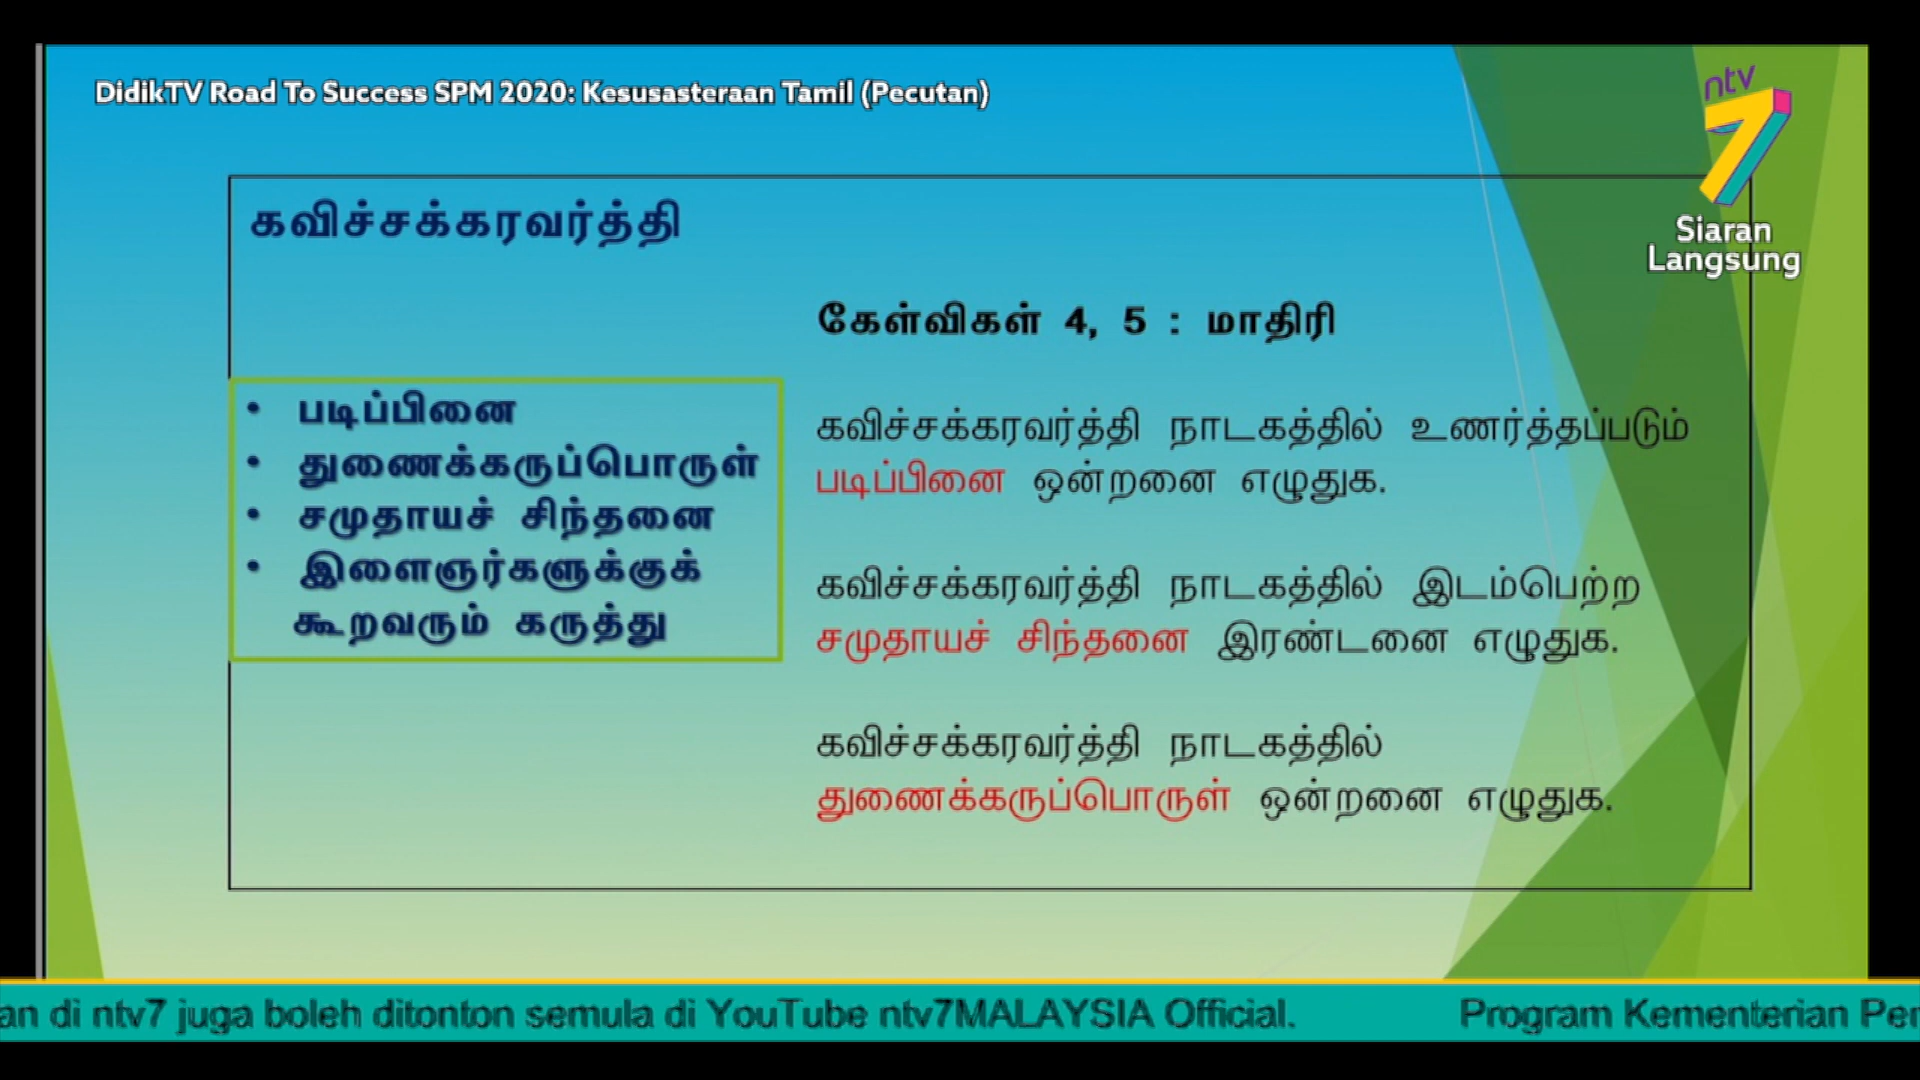 DidikTV Road To Success SPM 2020: Kesusasteraan Tamil (Pecutan)
ntv
7
Siaran
Langsung
கவிச்சக்கரவர்த்தி
• படிப்பினை
• துணைக்கருப்பொருள்
• சமுதாயச் சிந்தனை
• இளைஞர்களுக்குக்
கூறவரும் கருத்து
கேள்விகள் 4, 5 : மாதிரி
கவிச்சக்கரவர்த்தி நாடகத்தில் உணர்த்தப்படும்
படிப்பினை ஒன்றனை எழுதுக.
கவிச்சக்கரவர்த்தி நாடகத்தில் இடம்பெற்ற
சமுதாயச் சிந்தனை இரண்டனை எழுதுக.
கவிச்சக்கரவர்த்தி நாடகத்தில்
துணைக்கருப்பொருள் ஒன்றனை எழுதுக.
an di ntv7 juga boleh ditonton semula di YouTube ntv7MALAYSIA Official. Program Kementerian Per